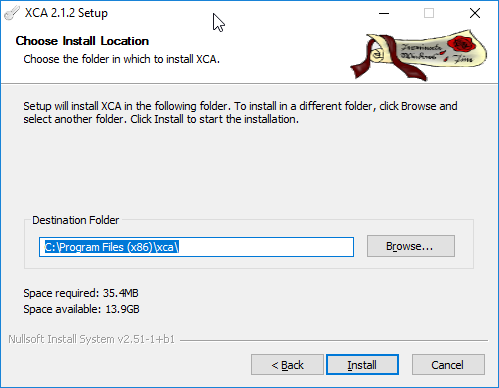 XCA 2.1.2 Setup
Choose Install Location
Choose the folder in which to install XCA.
Setup will install XCA in the following folder. To install in a different folder, click Browse and
select another folder. Click Install to start the installation.
Destination Folder
C:\Program Files (x86)\xca\
Browse...
Space required: 35.4MB
Space available: 13.9GB
Nullsoft Install System v2.51-1+b1
< Back
Install
Cancel